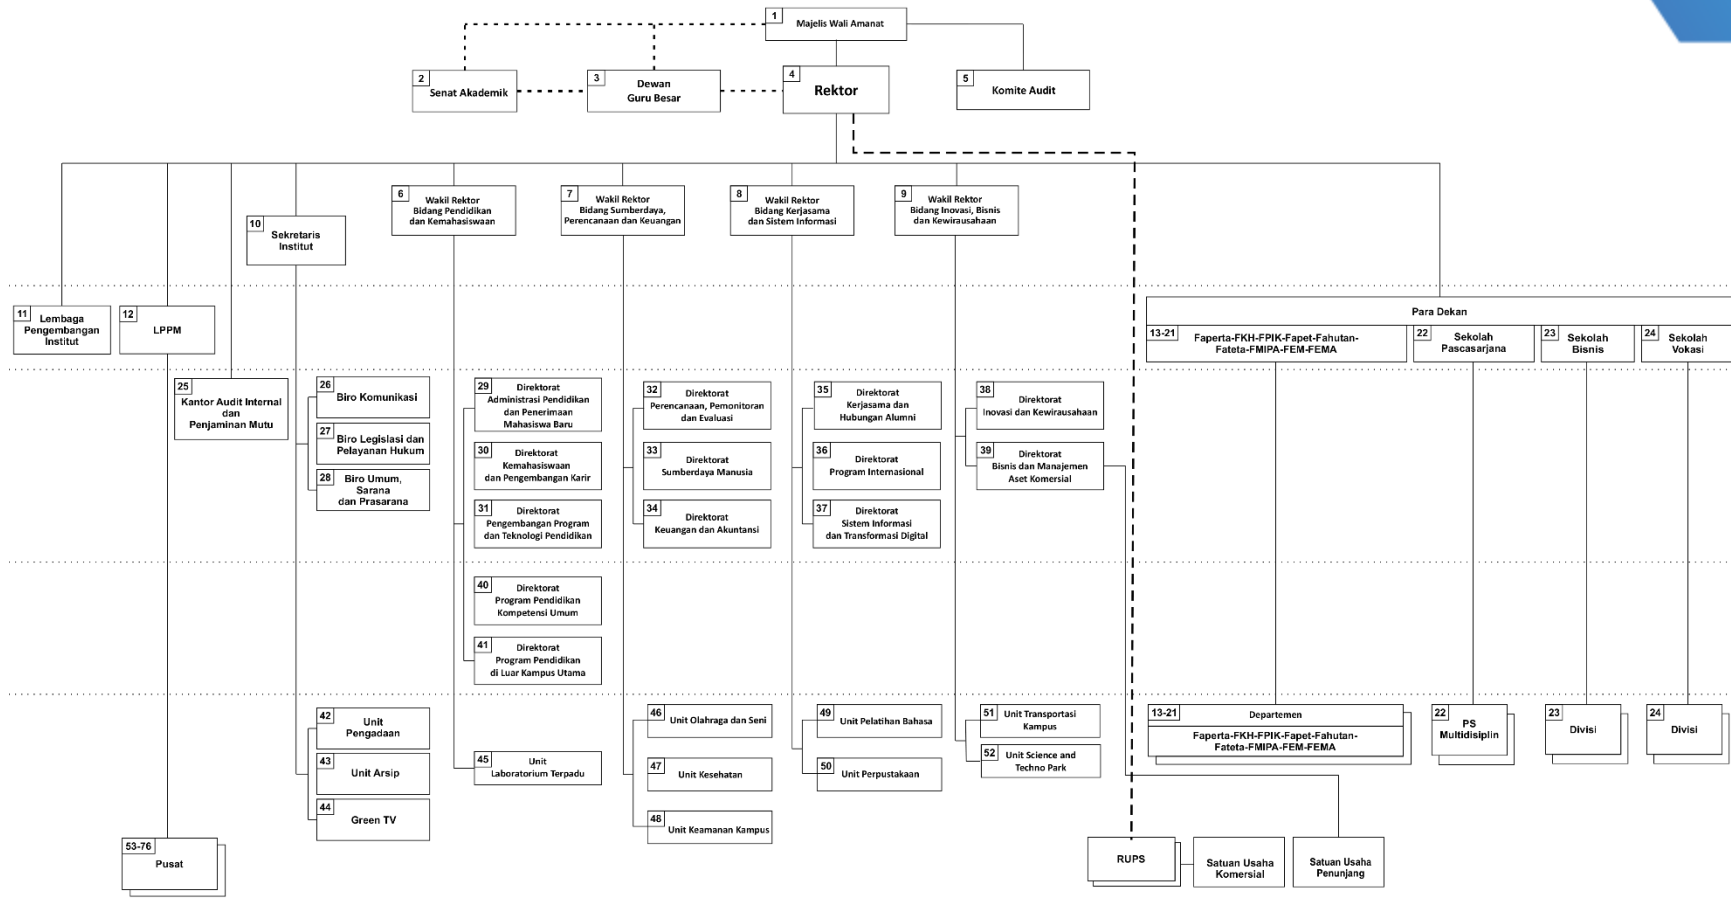 1
Majelis Wali Amanat
2
Senat Akademik
3
Dewan
Guru Besar
4
Rektor
5
Komite Audit
6
Wakil Rektor
Bidang Pendidikan
dan Kemahasiswaan
7
Wakil Rektor
Bidang Sumberdaya,
Perencanaan dan Keuangan
8
Wakil Rektor
Bidang Kerjasama
dan Sistem Informasi
9
Wakil Rektor
Bidang Inovasi, Bisnis
dan Kewirausahaan
10
Sekretaris
Institut
11
Lembaga
Pengembangan
Institut
12
LPPM
Para Dekan
13-21
Faperta-FKH-FPIK-Fapet-Fahutan-
Fateta-FMIPA-FEM-FEMA
22
Sekolah
Pascasarjana
23
Sekolah
Bisnis
24
Sekolah
Vokasi
25
Kantor Audit Internal
dan
Penjaminan Mutu
26
Biro Komunikasi
27
Biro Legislasi dan
Pelayanan Hukum
28
Biro Umum,
Sarana
dan Prasarana
29
Direktorat
Administrasi Pendidikan
dan Penerimaan
Mahasiswa Baru
30
Direktorat
Kemahasiswaan
dan Pengembangan Karir
31
Direktorat
Pengembangan Program
dan Teknologi Pendidikan
32
Direktorat
Perencanaan, Pemonitoran
dan Evaluasi
33
Direktorat
Sumberdaya Manusia
34
Direktorat
Keuangan dan Akuntansi
35
Direktorat
Kerjasama dan
Hubungan Alumni
36
Direktorat
Program Internasional
37
Direktorat
Sistem Informasi
dan Transformasi Digital
38
Direktorat
Inovasi dan Kewirausahaan
39
Direktorat
Bisnis dan Manajemen
Aset Komersial
40
Direktorat
Program Pendidikan
Kompetensi Umum
41
Direktorat
Program Pendidikan
di Luar Kampus Utama
42
Unit
Pengadaan
43
Unit Arsip
44
Green TV
45
Unit
Laboratorium Terpadu
46
Unit Olahraga dan Seni
47
Unit Kesehatan
48
Unit Keamanan Kampus
49
Unit Pelatihan Bahasa
50
Unit Perpustakaan
51
Unit Transportasi
Kampus
52
Unit Science and
Techno Park
13-21
Departemen
Faperta-FKH-FPIK-Fapet-Fahutan-
Fateta-FMIPA-FEM-FEMA
22
PS
Multidisiplin
23
Divisi
24
Divisi
53-76
Pusat
RUPS
Satuan Usaha
Komersial
Satuan Usaha
Penunjang